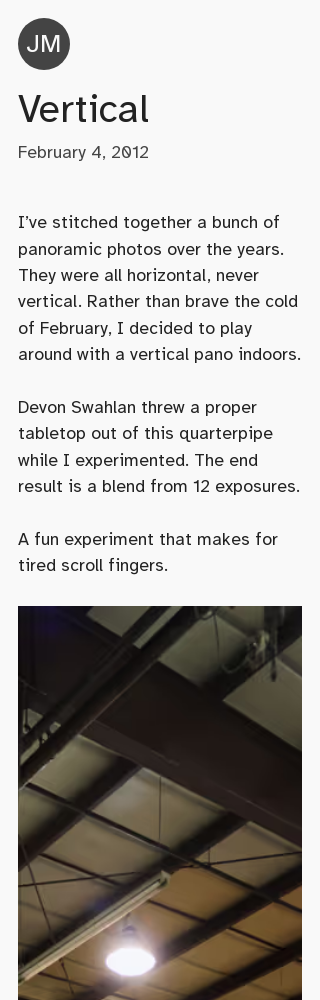 JM
Vertical
February 4, 2012
I’ve stitched together a bunch of
panoramic photos over the years.
They were all horizontal, never
vertical. Rather than brave the cold
of February, I decided to play
around with a vertical pano indoors.
Devon Swahlan threw a proper
tabletop out of this quarterpipe
while I experimented. The end
result is a blend from 12 exposures.
A fun experiment that makes for
tired scroll fingers.